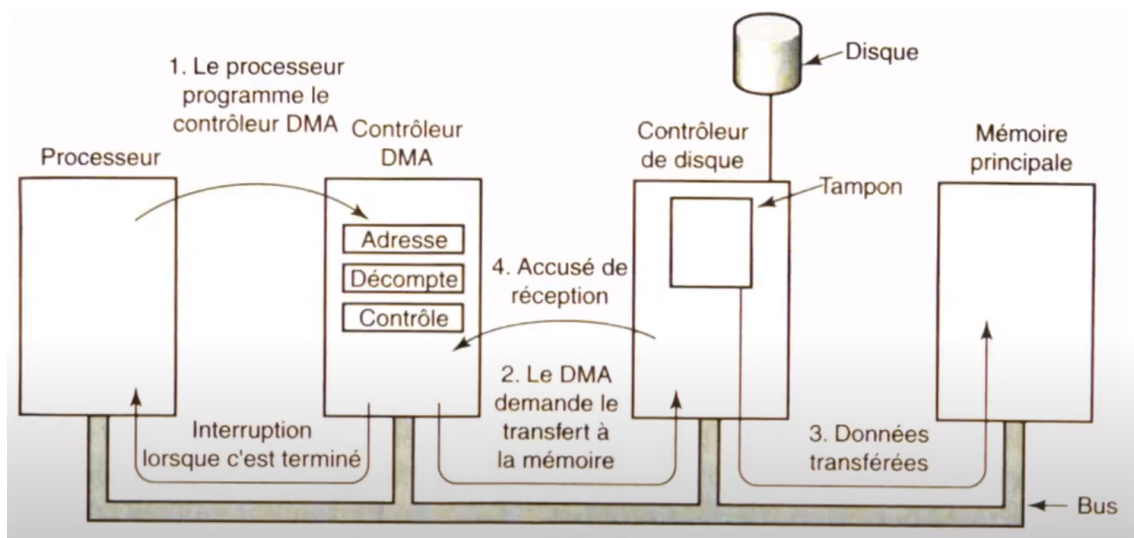 Disque
1. Le processeur
programme le
contrôleur DMA
Processeur
Contrôleur
DMA
Contrôleur
de disque
Mémoire
principale
Tampon
Adresse
Décompte
Contrôle
4. Accusé de
réception
2. Le DMA
demande le
transfert à
la mémoire
Interruption
lorsque c'est terminé
3. Données
transférées
Bus